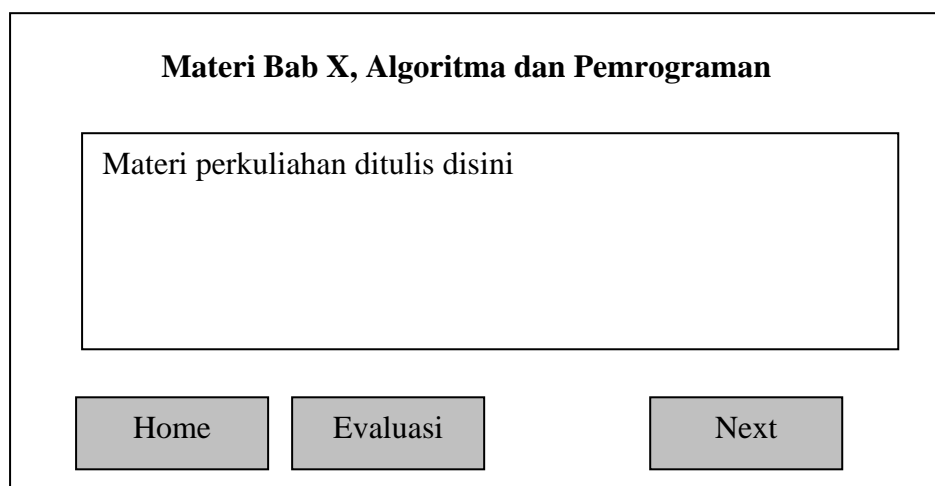 Materi Bab X, Algoritma dan Pemrograman
Materi perkuliahan ditulis disini
Home Evaluasi Next